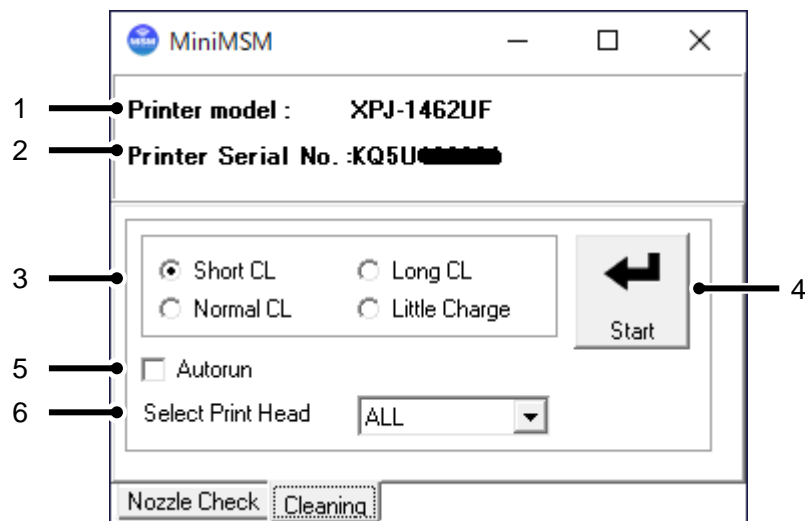 MSM MiniMSM
1 Printer model : XPJ-1462UF
2 Printer Serial No. :KQ5U
3 Short CL Long CL
Normal CL Little Charge
Start
4
5 Autorun
6 Select Print Head ALL
Nozzle Check Cleaning